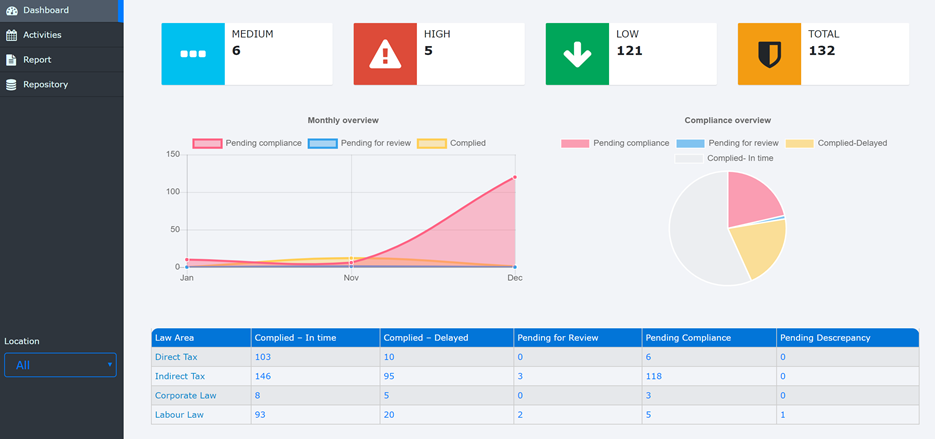 Dashboard
Activities
Report
Repository
Location
All
MEDIUM
6
HIGH
5
LOW
121
TOTAL
132
Monthly overview
Pending compliance Pending for review Complied
150
100
50
0
Jan Nov Dec
Compliance overview
Pending compliance Pending for review Complied-Delayed
Complied- In time
Law Area Complied – In time Complied – Delayed Pending for Review Pending Compliance Pending Descrepancy
Direct Tax 103 10 0 6 0
Indirect Tax 146 95 3 118 0
Corporate Law 8 5 0 3 0
Labour Law 93 20 2 5 1